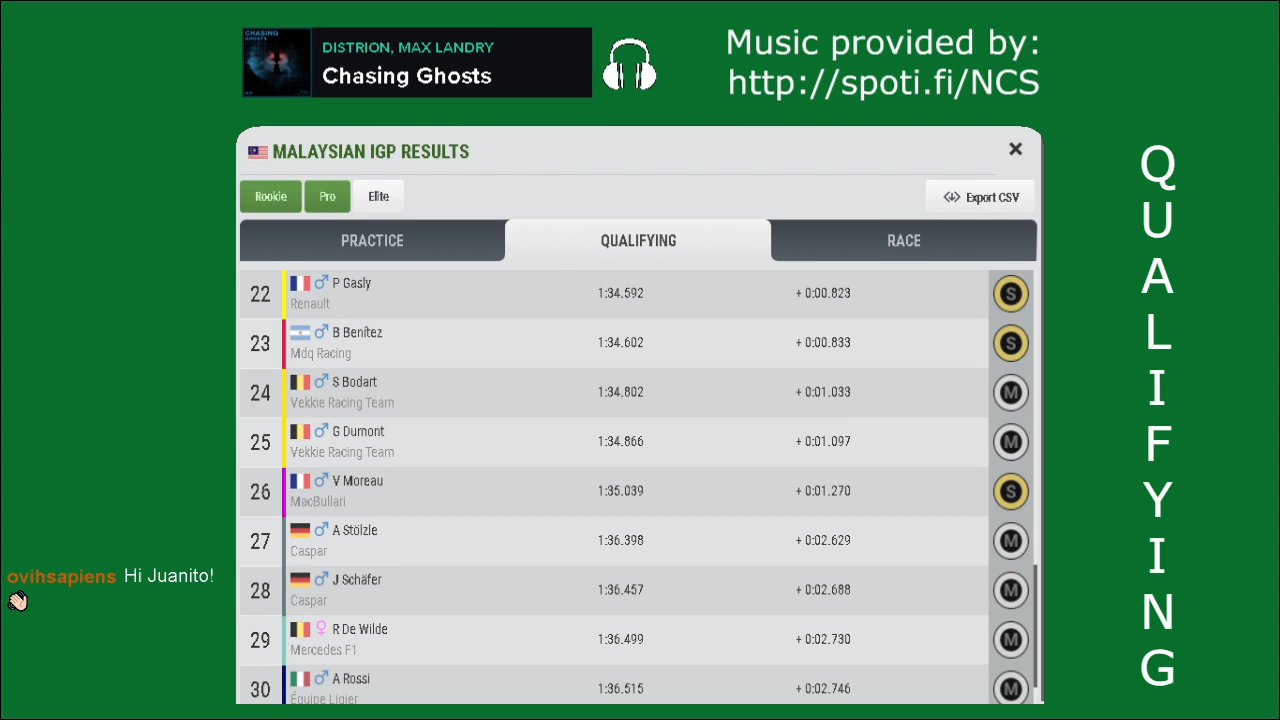 CHASING
GHOSTS
DISTRION, MAX LANDRY
Chasing Ghosts
Music provided by:
http://spoti.fi/NCS
MALAYSIAN IGP RESULTS
Rookie Pro Elite Export CSV
PRACTICE QUALIFYING RACE
22 P Gasly 1:34.592 + 0:00.823 S
Renault
23 B Benítez 1:34.602 + 0:00.833 S
Mdq Racing
24 S Bodart 1:34.802 + 0:01.033 M
Vekkie Racing Team
25 G Dumont 1:34.866 + 0:01.097 M
Vekkie Racing Team
26 V Moreau 1:35.039 + 0:01.270 S
MacBullari
27 A Stölzle 1:36.398 + 0:02.629 M
Caspar
28 J Schäfer 1:36.457 + 0:02.688 M
Caspar
29 R De Wilde 1:36.499 + 0:02.730 M
Mercedes F1
30 A Rossi 1:36.515 + 0:02.746 M
Équipe Ligier
ovihsapiens Hi Juanito!
QUALIFYING